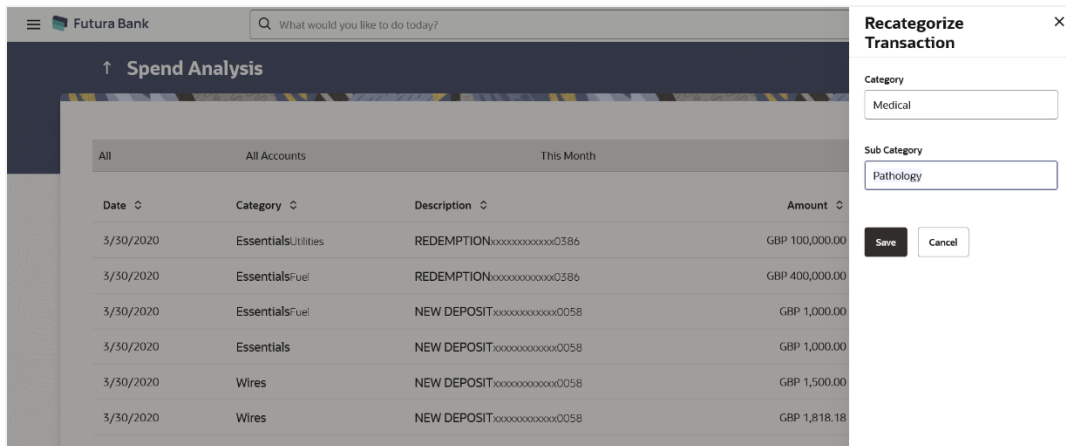 Futura Bank
What would you like to do today?
↑ Spend Analysis
All All Accounts This Month
Date Category Description Amount
3/30/2020 EssentialsUtilities REDEMPTIONxxxxxxxxxxxx0386 GBP 100,000.00
3/30/2020 EssentialsFuel REDEMPTIONxxxxxxxxxxxx0386 GBP 400,000.00
3/30/2020 EssentialsFuel NEW DEPOSITxxxxxxxxxxxx0058 GBP 1,000.00
3/30/2020 Essentials NEW DEPOSITxxxxxxxxxxxx0058 GBP 1,000.00
3/30/2020 Wires NEW DEPOSITxxxxxxxxxxxx0058 GBP 1,500.00
3/30/2020 Wires NEW DEPOSITxxxxxxxxxxxx0058 GBP 1,818.18
Recategorize
Transaction
Category
Medical
Sub Category
Pathology
Save Cancel